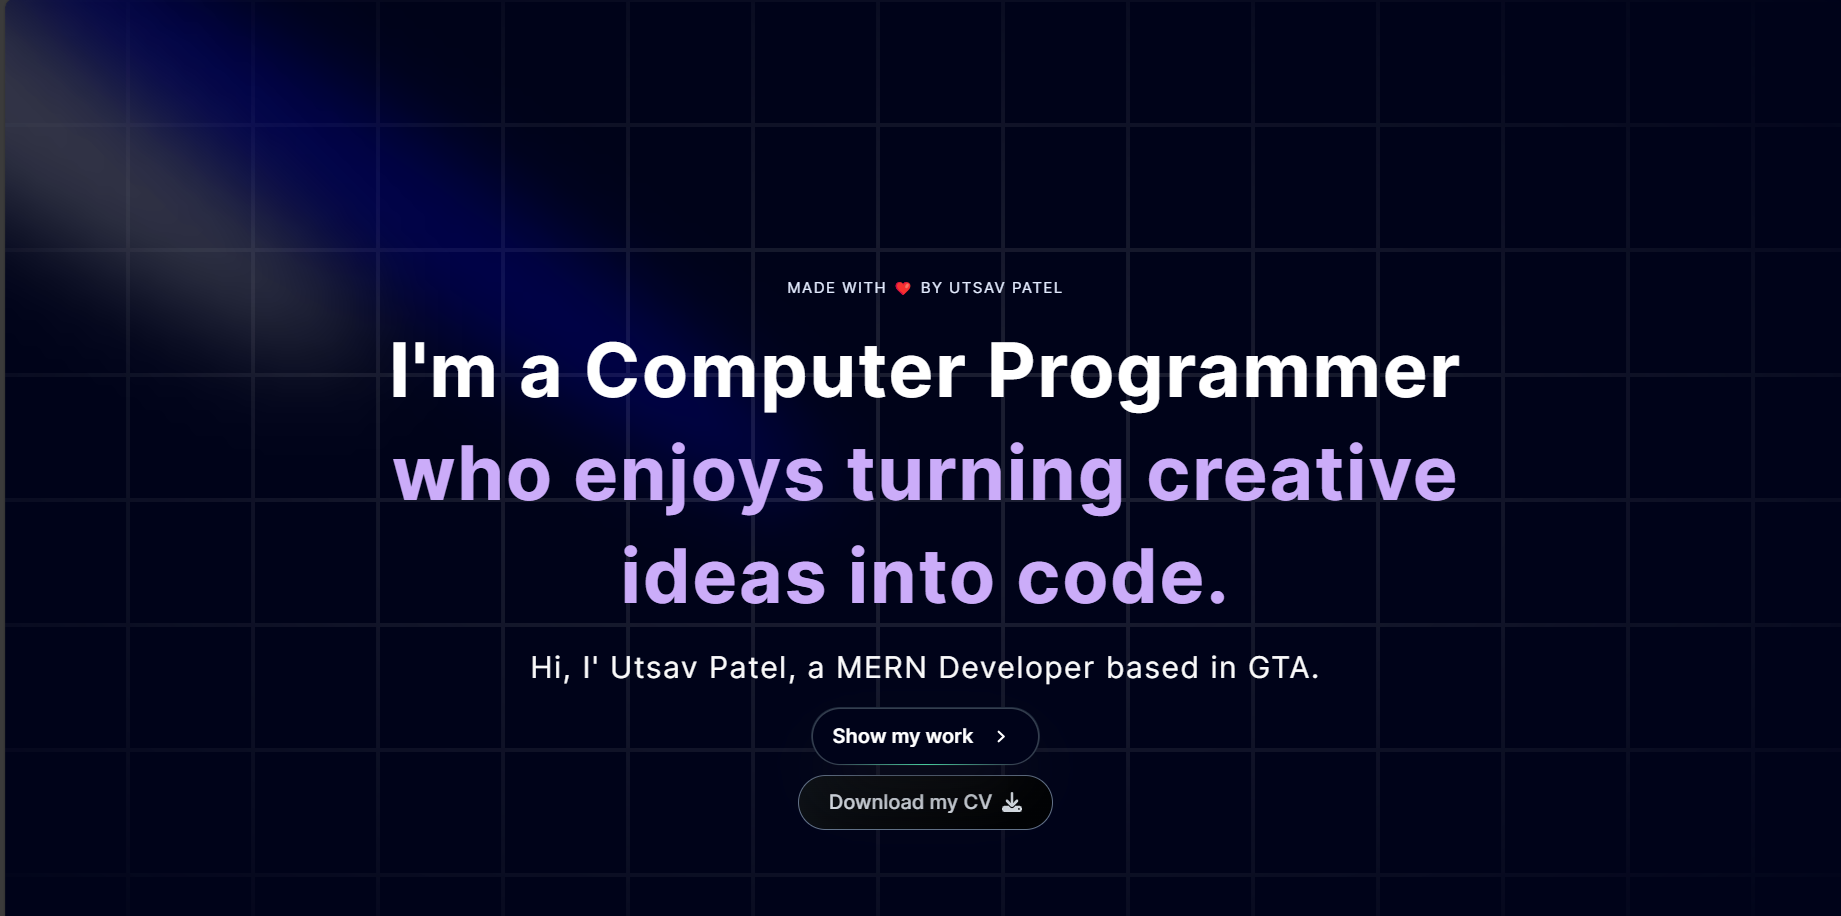 MADE WITH ❤️ BY UTSAV PATEL
I'm a Computer Programmer
who enjoys turning creative
ideas into code.
Hi, I' Utsav Patel, a MERN Developer based in GTA.
Show my work
Download my CV